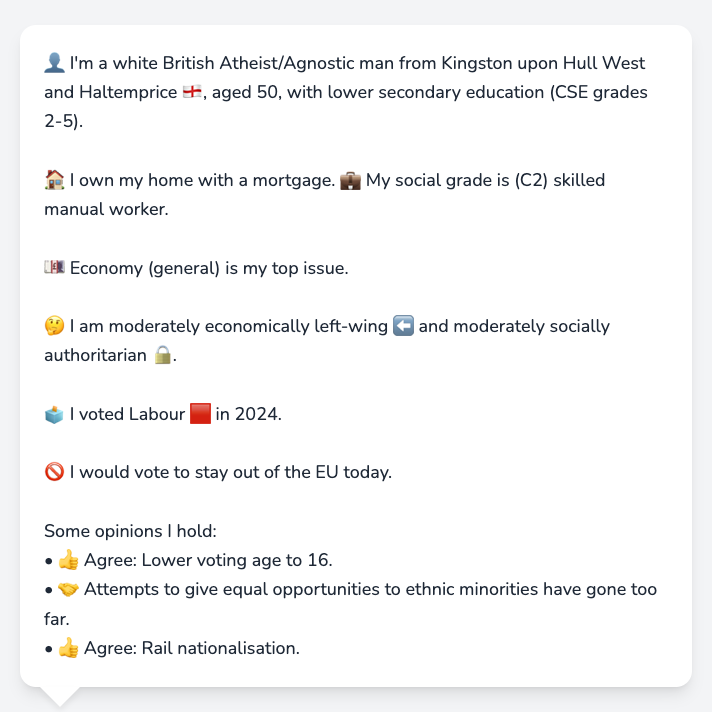 👤 I'm a white British Atheist/Agnostic man from Kingston upon Hull West
and Haltemprice 🏴󠁧󠁢󠁥󠁮󠁧󠁿, aged 50, with lower secondary education (CSE grades
2-5).
🏠 I own my home with a mortgage. 💼 My social grade is (C2) skilled
manual worker.
💷 Economy (general) is my top issue.
🤔 I am moderately economically left-wing ⬅️ and moderately socially
authoritarian 🔒.
🗳️ I voted Labour 🟥 in 2024.
🚫 I would vote to stay out of the EU today.
Some opinions I hold:
• 👍 Agree: Lower voting age to 16.
• 🤝 Attempts to give equal opportunities to ethnic minorities have gone too
far.
• 👍 Agree: Rail nationalisation.